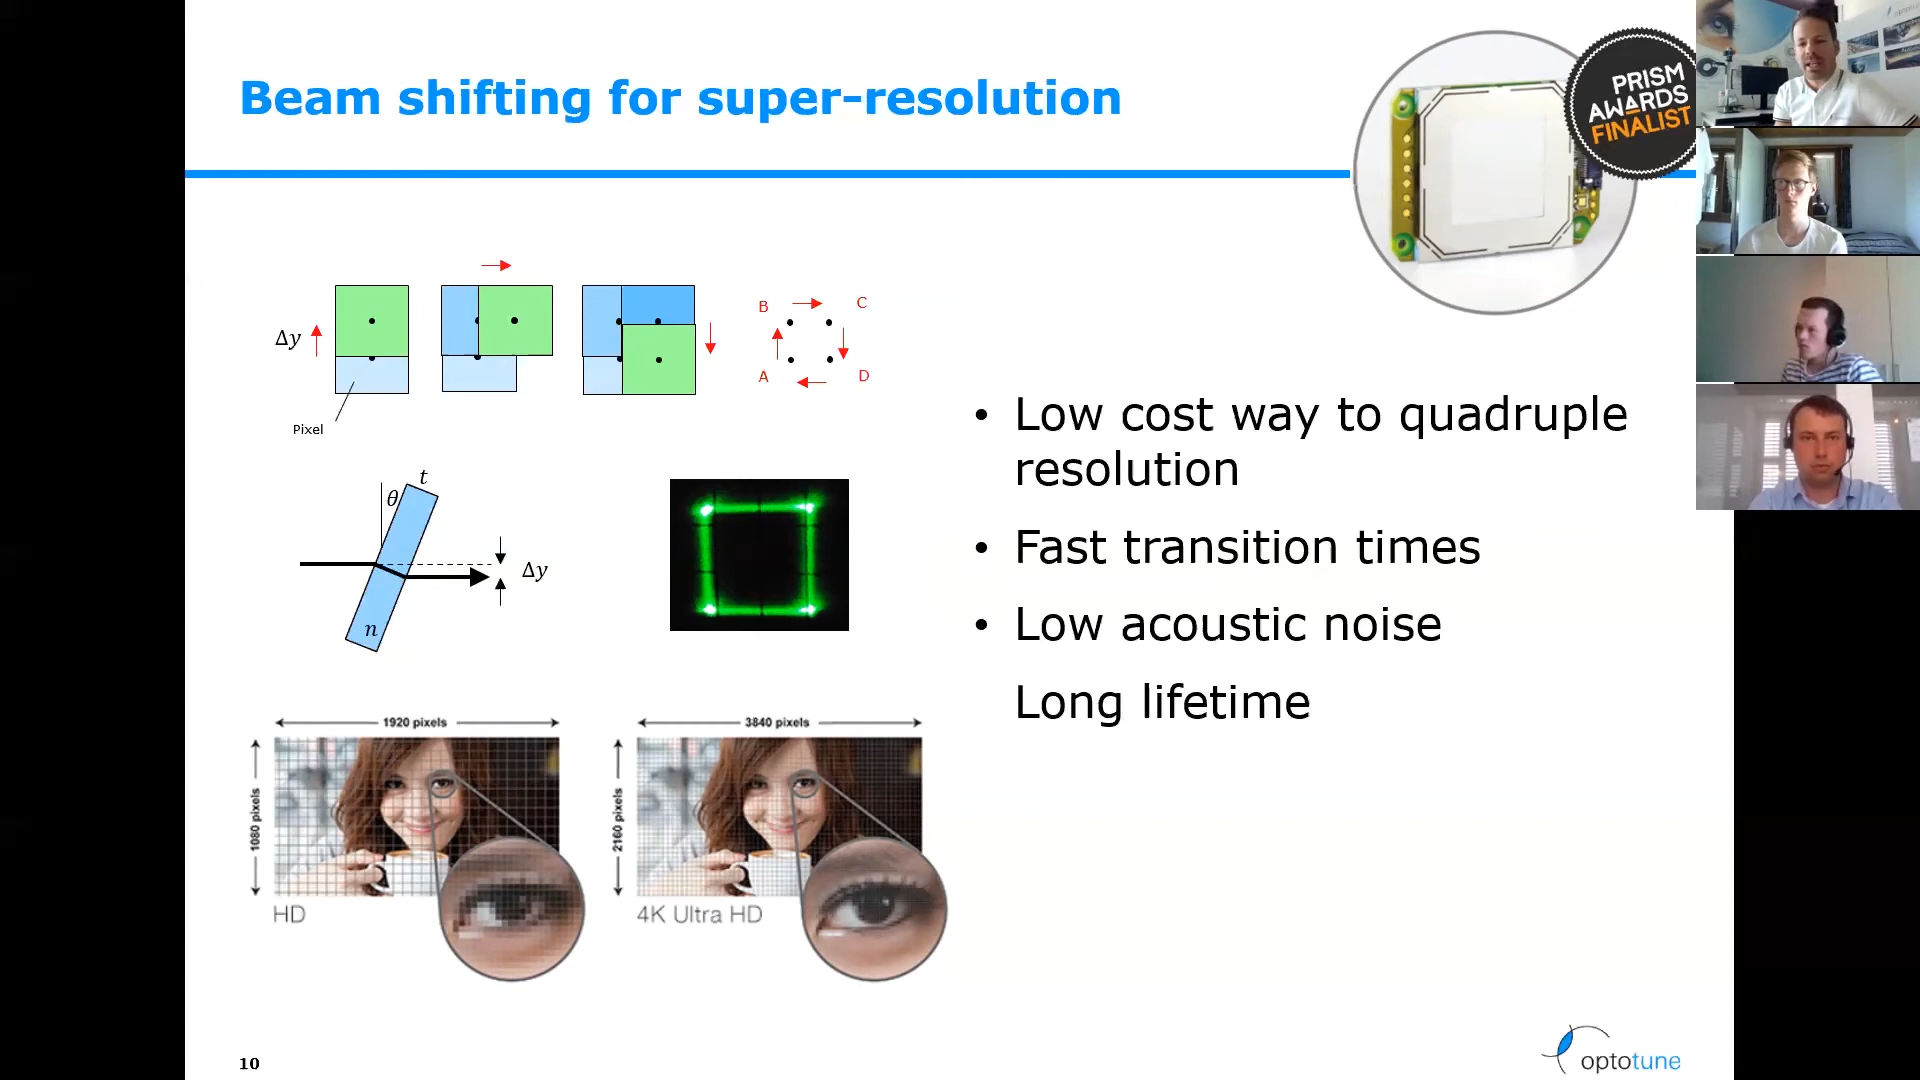 Beam shifting for super-resolution
PRISM
AWARDS
FINALIST
optotune
Δy
B
C
A
D
Pixel
t
θ
Δy
n
• Low cost way to quadruple
resolution
• Fast transition times
• Low acoustic noise
Long lifetime
1920 pixels
1080 pixels
HD
3840 pixels
2160 pixels
4K Ultra HD
10
optotune